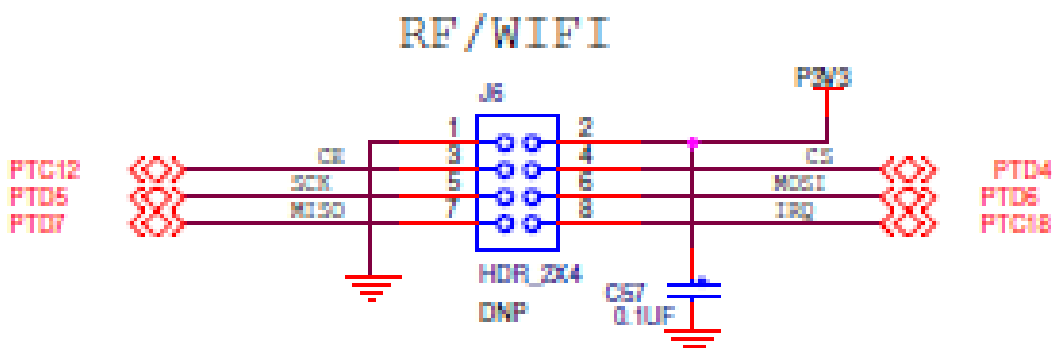 RF/WIFI
P3V3
J6
1 2
PTC12 CE 3 4 CS PTD4
PTD5 SCK 5 6 MOSI PTD6
PTD7 MISO 7 8 IRQ PTC18
HDR_2X4
DNP
0.1UF